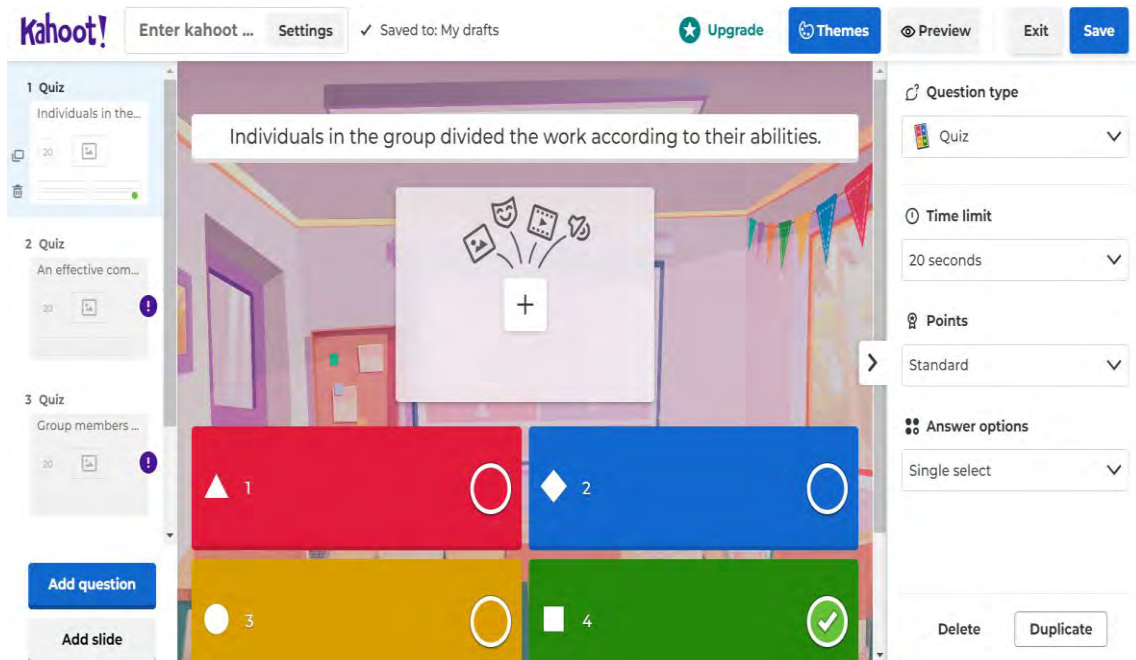 Kahoot!
Enter kahoot ...
Settings
✓ Saved to: My drafts
Upgrade
Themes
Preview
Exit
Save
1 Quiz
Individuals in the...
20
2 Quiz
An effective com...
20
!
3 Quiz
Group members ...
20
!
Add question
Add slide
Individuals in the group divided the work according to their abilities.
1
2
3
4
Question type
Quiz
Time limit
20 seconds
Points
Standard
Answer options
Single select
Delete
Duplicate